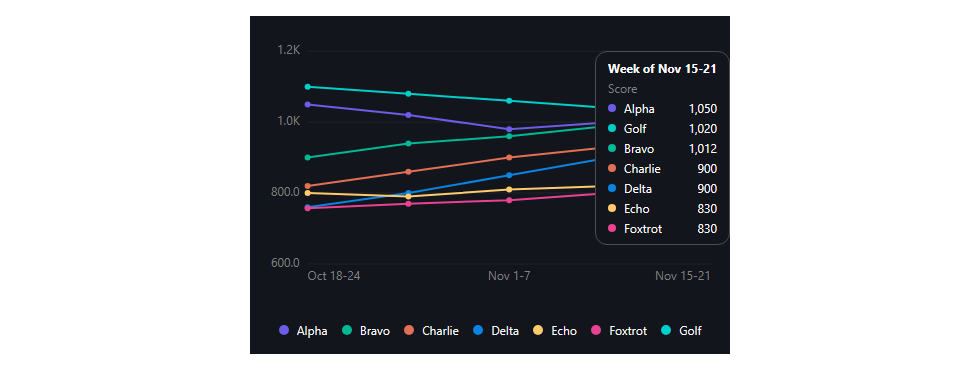 1.2K
1.0K
800.0
600.0
Oct 18-24
Nov 1-7
Nov 15-21
Week of Nov 15-21
Score
Alpha 1,050
Golf 1,020
Bravo 1,012
Charlie 900
Delta 900
Echo 830
Foxtrot 830
Alpha Bravo Charlie Delta Echo Foxtrot Golf